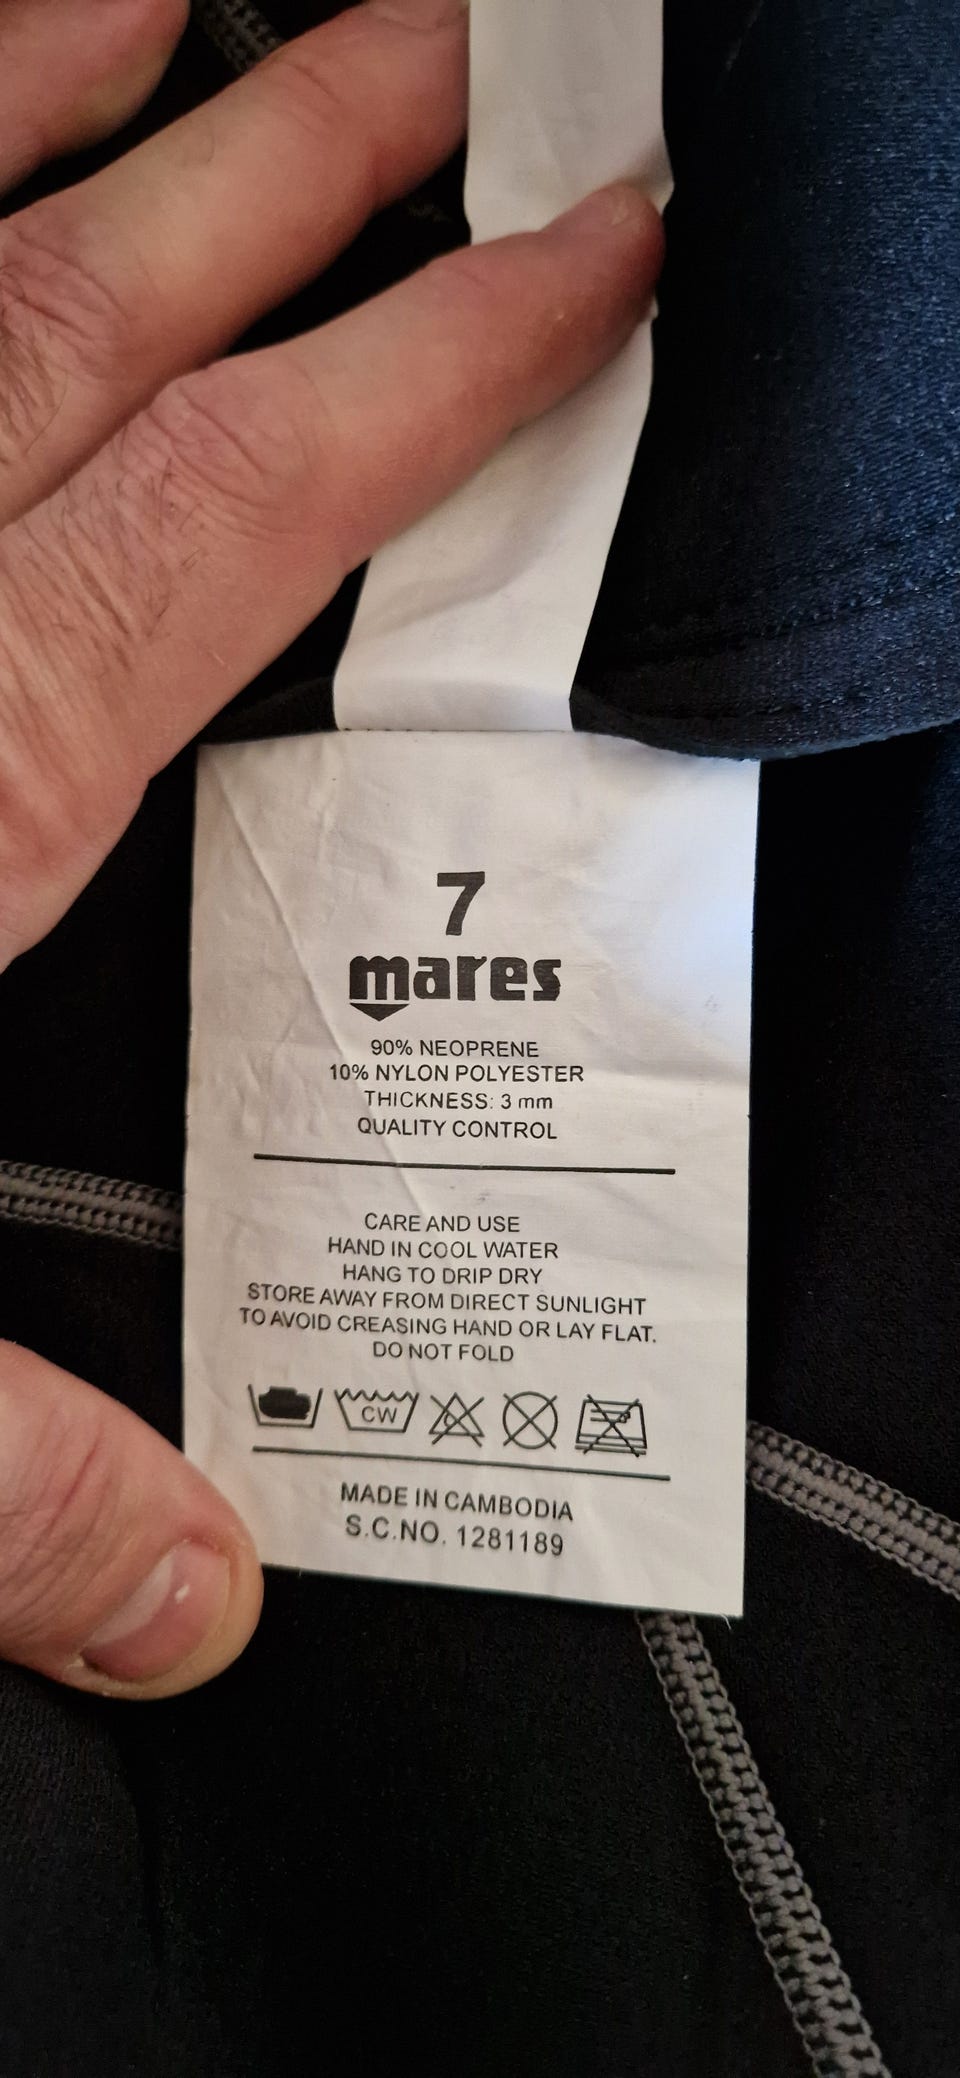 7
mares
90% NEOPRENE
10% NYLON POLYESTER
THICKNESS: 3 mm
QUALITY CONTROL
CARE AND USE
HAND IN COOL WATER
HANG TO DRIP DRY
STORE AWAY FROM DIRECT SUNLIGHT
TO AVOID CREASING HAND OR LAY FLAT.
DO NOT FOLD
CW
MADE IN CAMBODIA
S.C.NO. 1281189